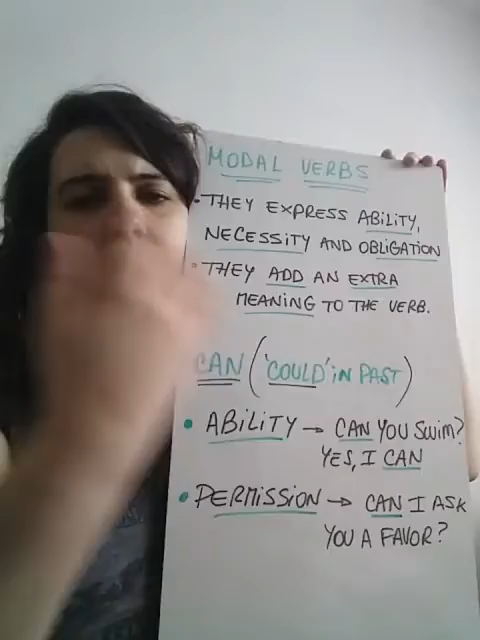 MODAL VERBS
• THEY EXPRESS ABILITY,
NECESSITY AND OBLIGATION
• THEY ADD AN EXTRA
MEANING TO THE VERB.
CAN ('COULD' iN PAST)
• ABiLiTY → CAN YOU SWiM?
YES, I CAN
• PERMISSION → CAN I ASK
YOU A FAVOR?